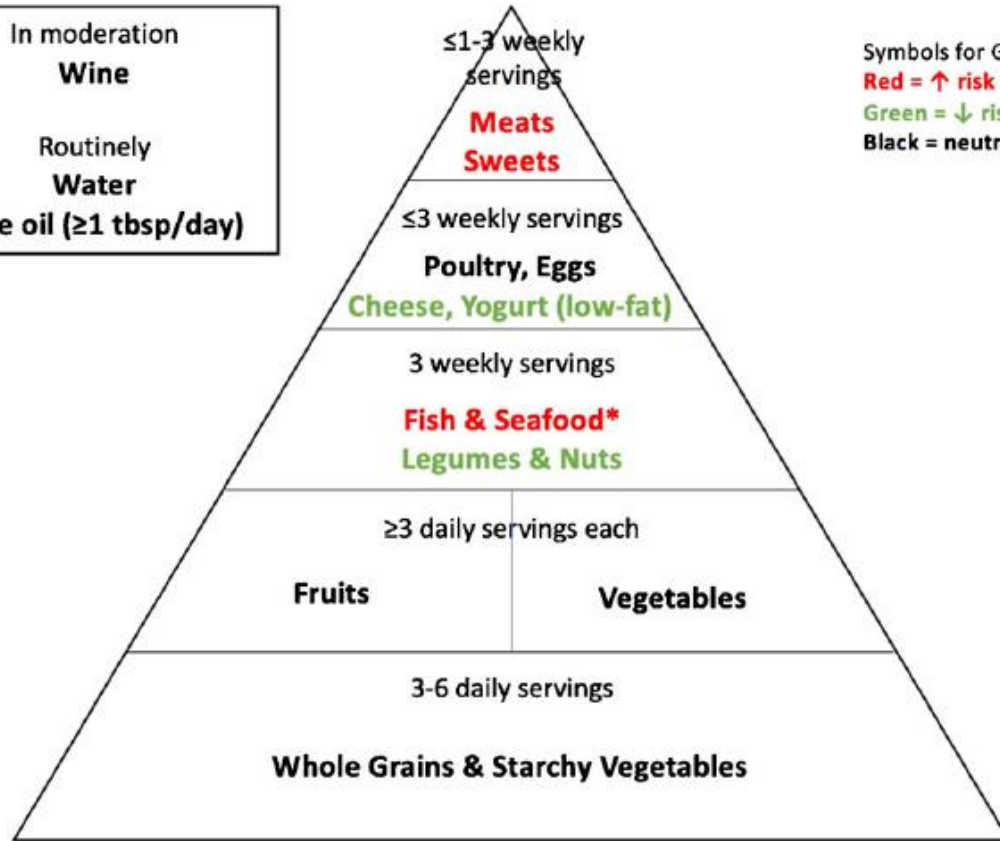 In moderation
Wine
Routinely
Water
oil (≥1 tbsp/day)
≤1-3 weekly
servings
Meats
Sweets
≤3 weekly servings
Poultry, Eggs
Cheese, Yogurt (low-fat)
3 weekly servings
Fish & Seafood*
Legumes & Nuts
≥3 daily servings each
Fruits
Vegetables
3-6 daily servings
Whole Grains & Starchy Vegetables
Symbols for
Red = ↑ risk
Green = ↓
Black =